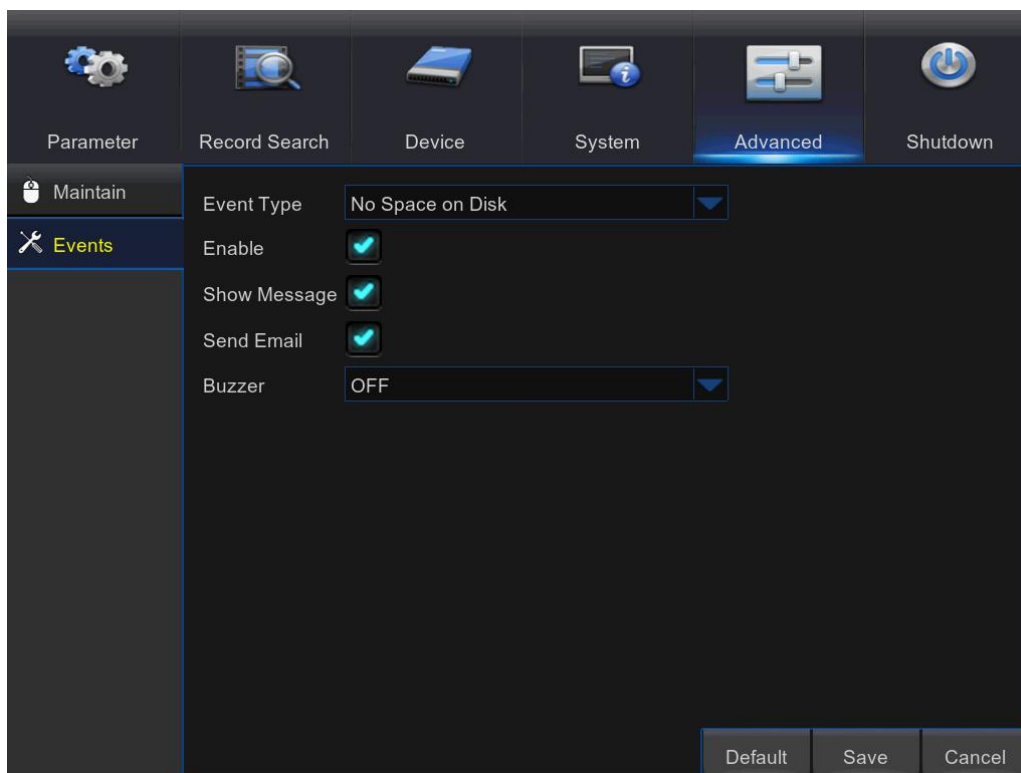 Parameter
Record Search
Device
System
Advanced
Shutdown
Maintain
Events
Event Type No Space on Disk
Enable
Show Message
Send Email
Buzzer OFF
Default Save Cancel